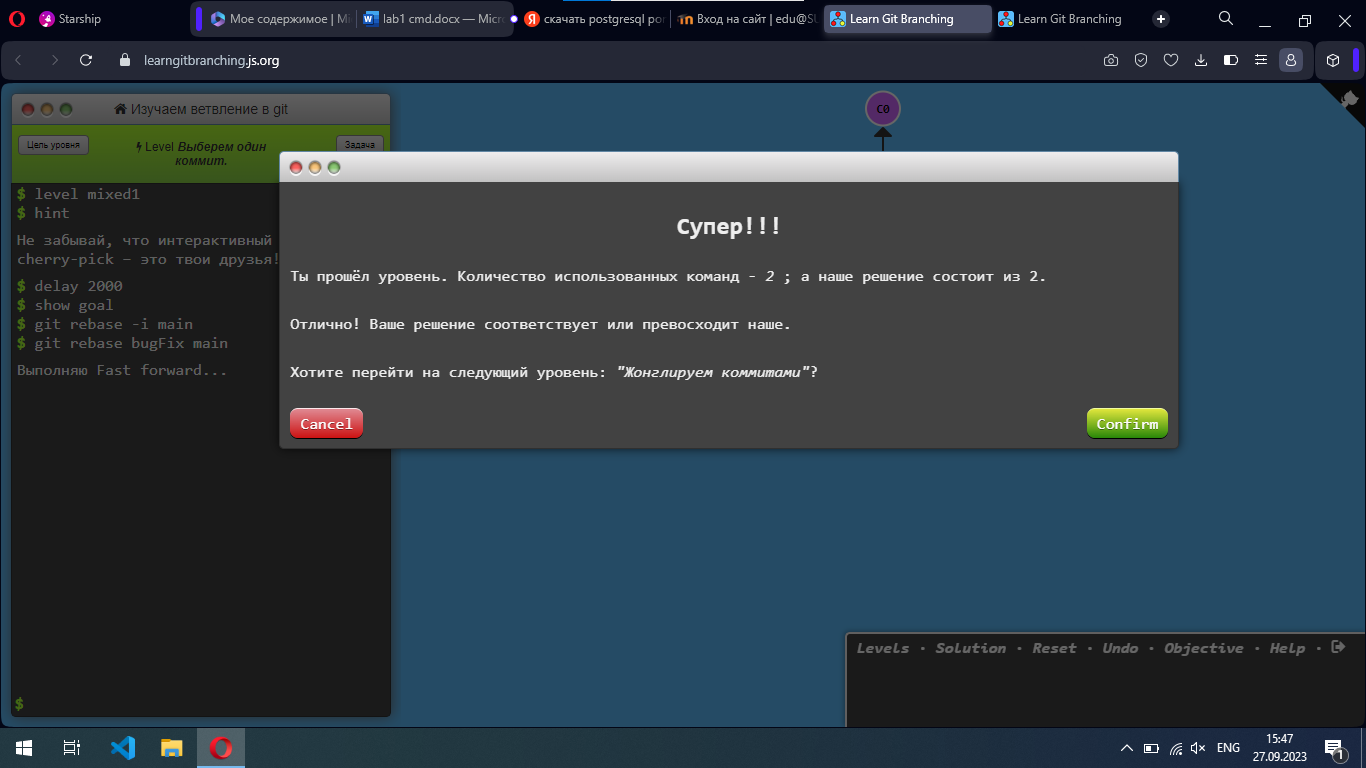 Starship
Мое содержимое | Mi
lab1 cmd.docx — Micros
скачать postgresql por
Вход на сайт | edu@SU
Learn Git Branching
Learn Git Branching
learngitbranching.js.org
Изучаем ветвление в git
C0
Цель уровня
Level Выберем один
коммит.
Задача
$ level mixed1
$ hint
Не забывай, что интерактивный
cherry-pick – это твои друзья!
$ delay 2000
$ show goal
$ git rebase -i main
$ git rebase bugFix main
Выполняю Fast forward...
$
Супер!!!
Ты прошёл уровень. Количество использованных команд - 2 ; а наше решение состоит из 2.
Отлично! Ваше решение соответствует или превосходит наше.
Хотите перейти на следующий уровень: "Жонглируем коммитами"?
Cancel
Confirm
Levels · Solution · Reset · Undo · Objective · Help ·
ENG
15:47
27.09.2023
1